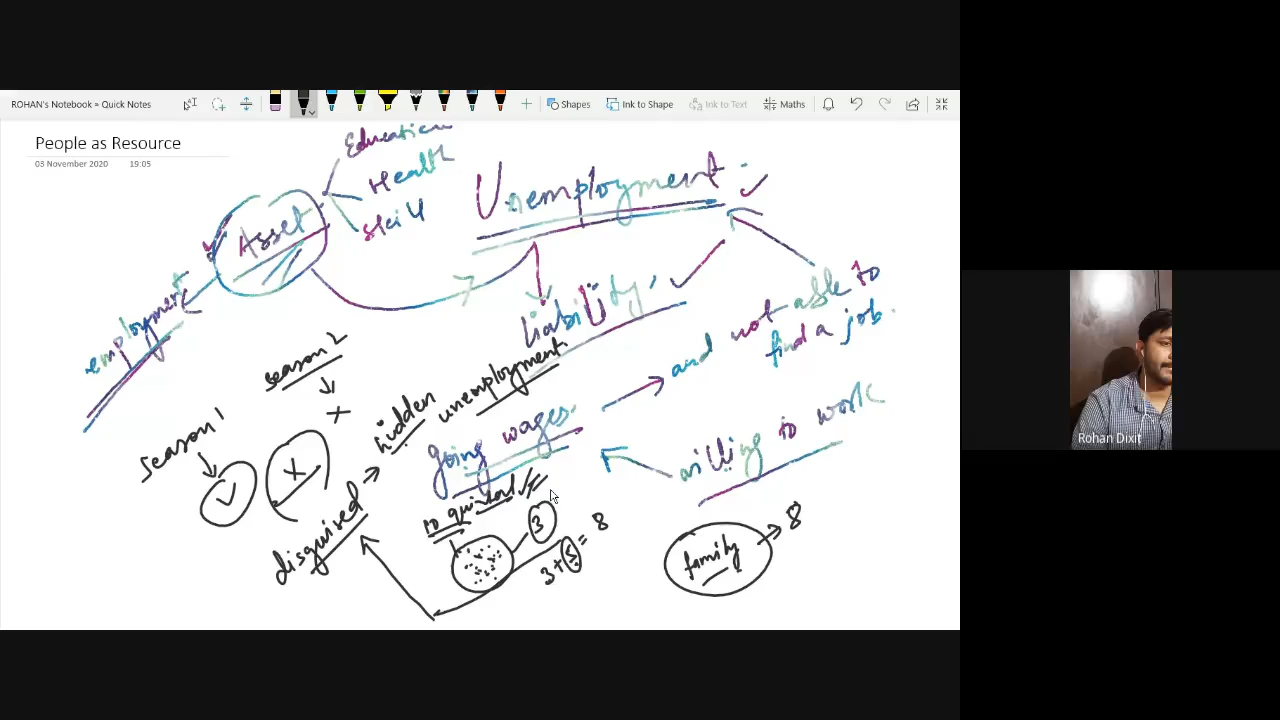 ROHAN's Notebook » Quick Notes
Shapes
Ink to Shape
Ink to Text
Maths
People as Resource
03 November 2020 19:05
Education
Health
Skill
Asset
Unemployment
employment
liability
and not able to
find a job.
season 2
season 1
hidden
unemployment
going wages.
willing to work
disguised
10 quintal
3
3+5=8
family → 8
Rohan Dixit